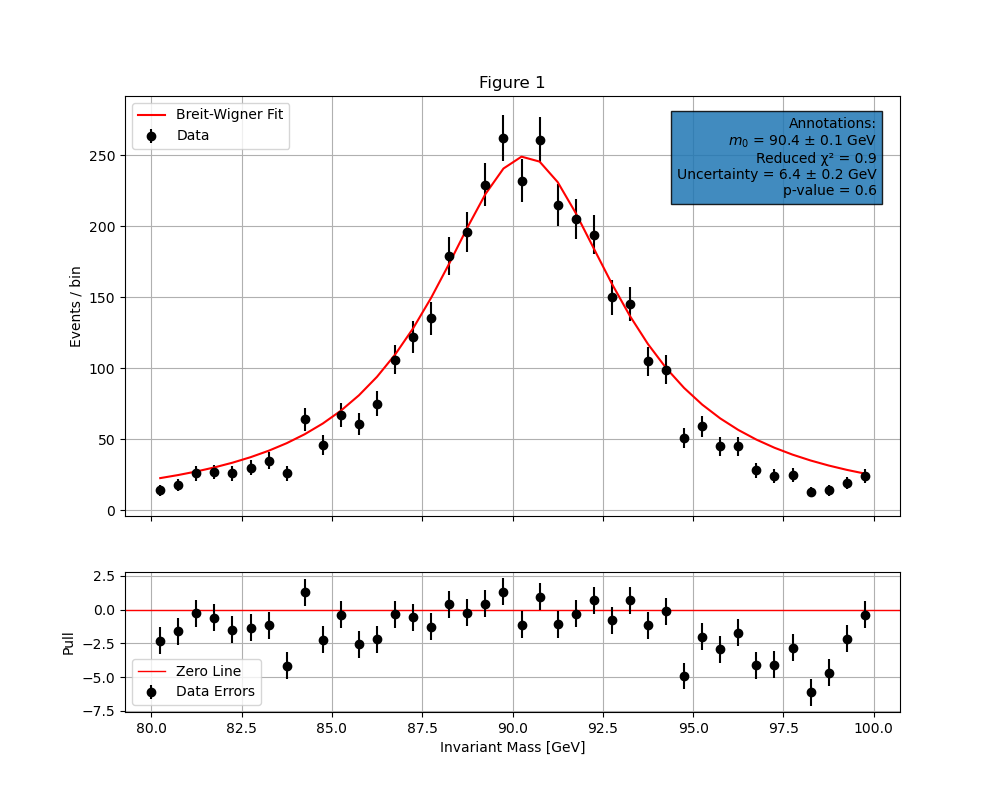 Figure 1
Breit-Wigner Fit
Data
Annotations:
m₀ = 90.4 ± 0.1 GeV
Reduced χ² = 0.9
Uncertainty = 6.4 ± 0.2 GeV
p-value = 0.6
Events / bin
250
200
150
100
50
0
Pull
2.5
0.0
−2.5
−5.0
−7.5
Zero Line
Data Errors
80.0 82.5 85.0 87.5 90.0 92.5 95.0 97.5 100.0
Invariant Mass [GeV]